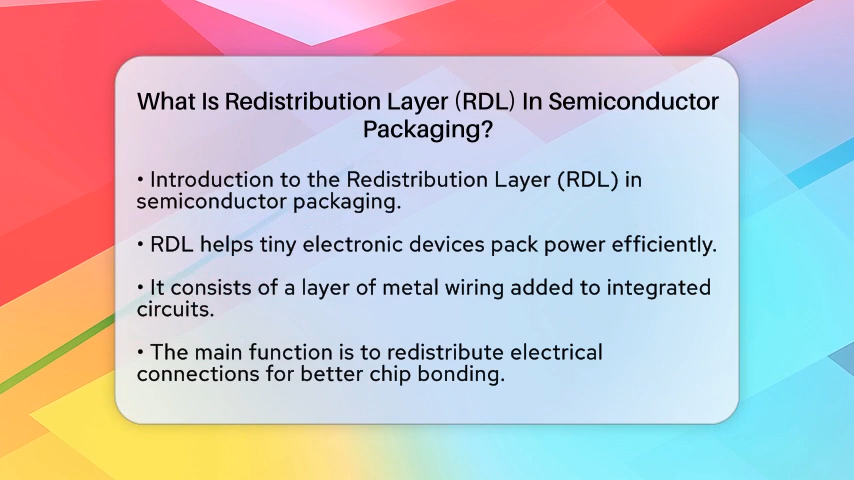 What Is Redistribution Layer (RDL) In Semiconductor
Packaging?
• Introduction to the Redistribution Layer (RDL) in
semiconductor packaging.
• RDL helps tiny electronic devices pack power efficiently.
• It consists of a layer of metal wiring added to integrated
circuits.
• The main function is to redistribute electrical
connections for better chip bonding.